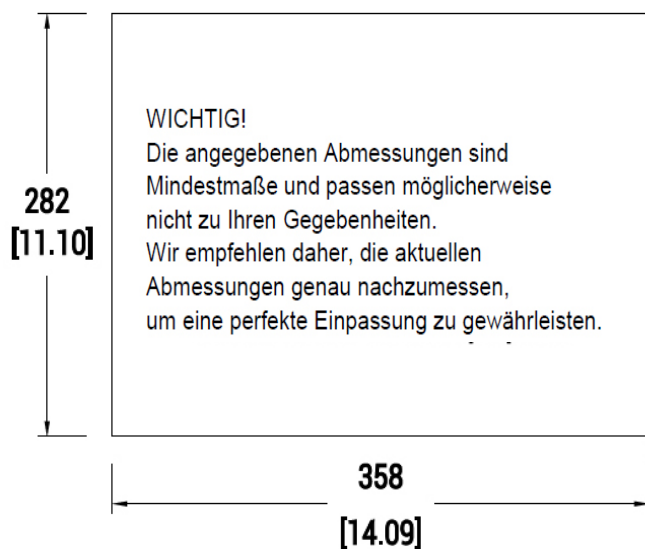 WICHTIG!
Die angegebenen Abmessungen sind
Mindestmaße und passen möglicherweise
nicht zu Ihren Gegebenheiten.
Wir empfehlen daher, die aktuellen
Abmessungen genau nachzumessen,
um eine perfekte Einpassung zu gewährleisten.
282
[11.10]
358
[14.09]